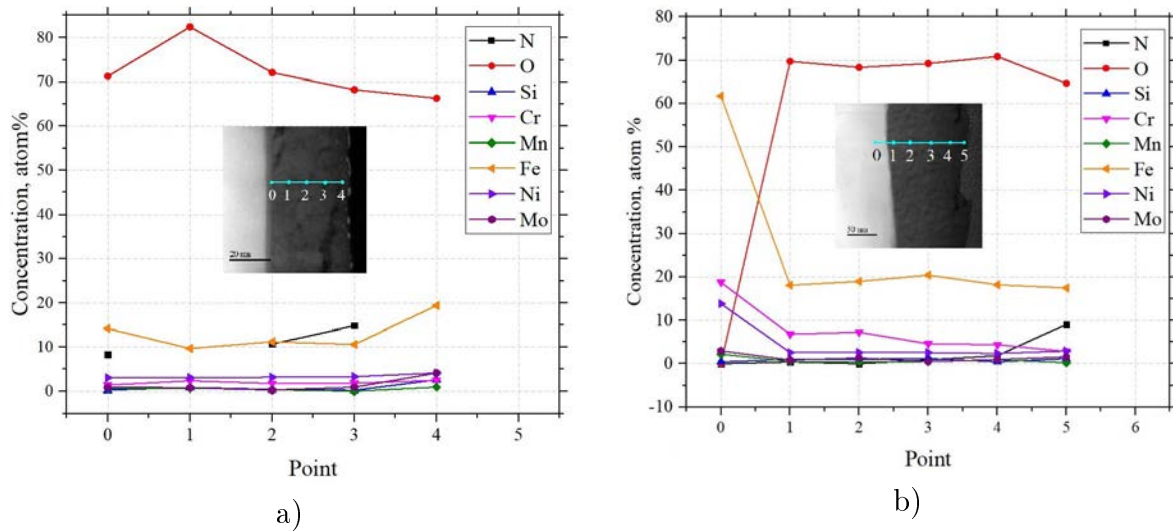 80
70
60
50
40
30
20
10
0
Concentration, atom%
0 1 2 3 4 5
Point
N
O
Si
Cr
Mn
Fe
Ni
Mo
0 1 2 3 4
20 nm
a)
80
70
60
50
40
30
20
10
0
-10
Concentration, atom %
0 1 2 3 4 5 6
Point
N
O
Si
Cr
Mn
Fe
Ni
Mo
0 1 2 3 4 5
50 nm
b)